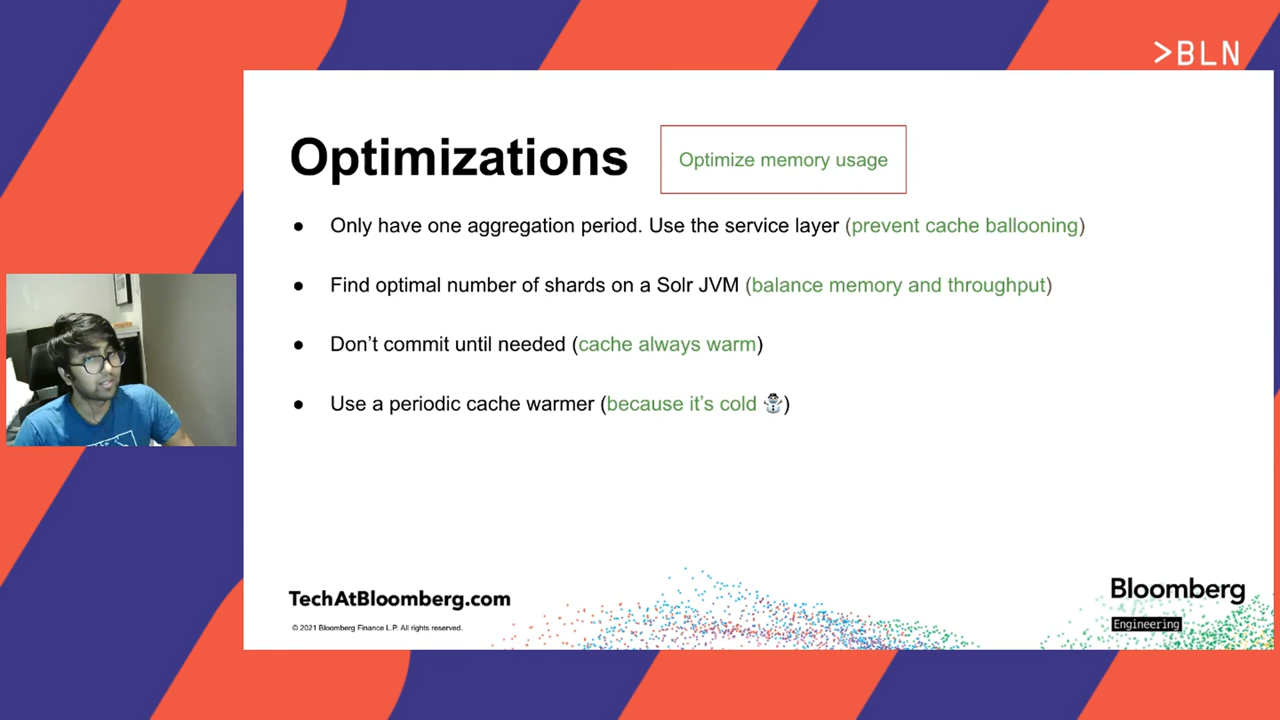 >BLN
Optimizations
Optimize memory usage
● Only have one aggregation period. Use the service layer (prevent cache ballooning)
● Find optimal number of shards on a Solr JVM (balance memory and throughput)
● Don’t commit until needed (cache always warm)
● Use a periodic cache warmer (because it’s cold ☃)
TechAtBloomberg.com
© 2021 Bloomberg Finance L.P. All rights reserved.
Bloomberg
Engineering